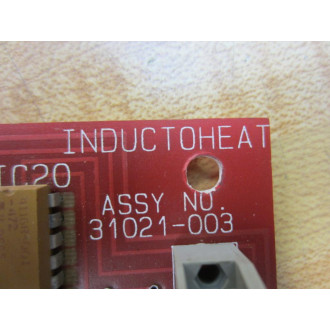 INDUCTOHEAT
IC20
ASSY NO.
31021-003